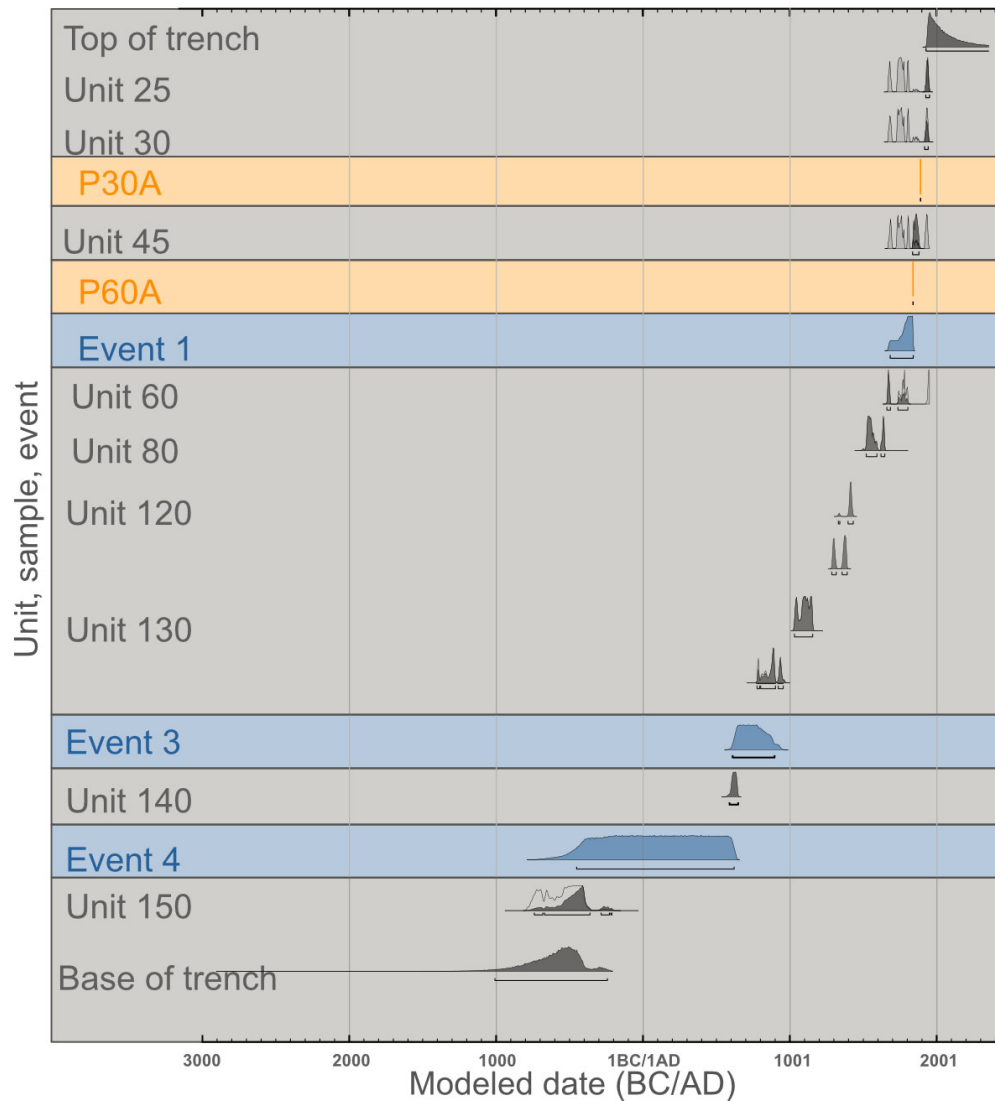 Top of trench
Unit 25
Unit 30
P30A
Unit 45
P60A
Event 1
Unit 60
Unit 80
Unit 120
Unit 130
Event 3
Unit 140
Event 4
Unit 150
Base of trench
Unit, sample, event
3000 2000 1000 1BC/1AD 1001 2001
Modeled date (BC/AD)